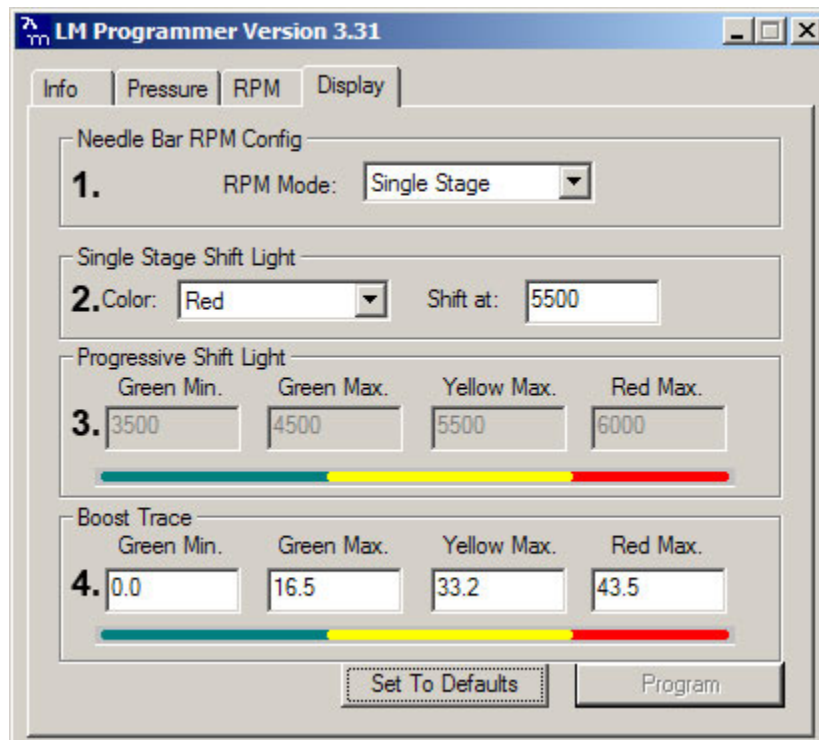 LM Programmer Version 3.31
Info Pressure RPM Display
Needle Bar RPM Config
1. RPM Mode: Single Stage
Single Stage Shift Light
2. Color: Red Shift at: 5500
Progressive Shift Light
Green Min. Green Max. Yellow Max. Red Max.
3. 3500 4500 5500 6000
Boost Trace
Green Min. Green Max. Yellow Max. Red Max.
4. 0.0 16.5 33.2 43.5
Set To Defaults Program